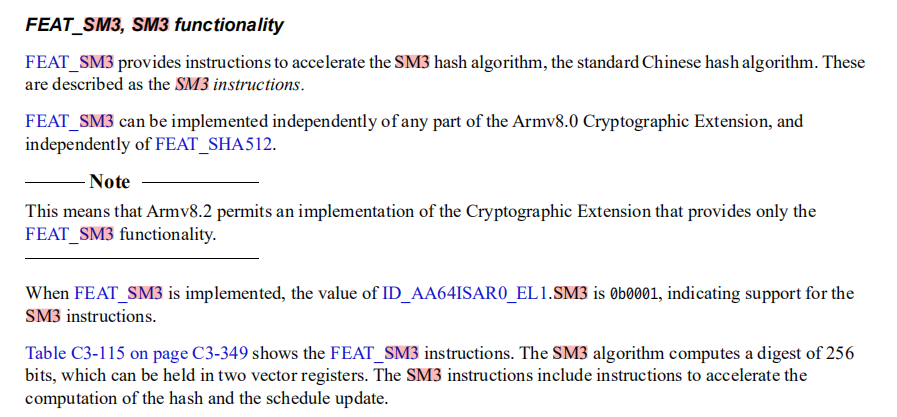 FEAT_SM3, SM3 functionality
FEAT_SM3 provides instructions to accelerate the SM3 hash algorithm, the standard Chinese hash algorithm. These
are described as the SM3 instructions.
FEAT_SM3 can be implemented independently of any part of the Armv8.0 Cryptographic Extension, and
independently of FEAT_SHA512.
Note
This means that Armv8.2 permits an implementation of the Cryptographic Extension that provides only the
FEAT_SM3 functionality.
When FEAT_SM3 is implemented, the value of ID_AA64ISAR0_EL1.SM3 is 0b0001, indicating support for the
SM3 instructions.
Table C3-115 on page C3-349 shows the FEAT_SM3 instructions. The SM3 algorithm computes a digest of 256
bits, which can be held in two vector registers. The SM3 instructions include instructions to accelerate the
computation of the hash and the schedule update.